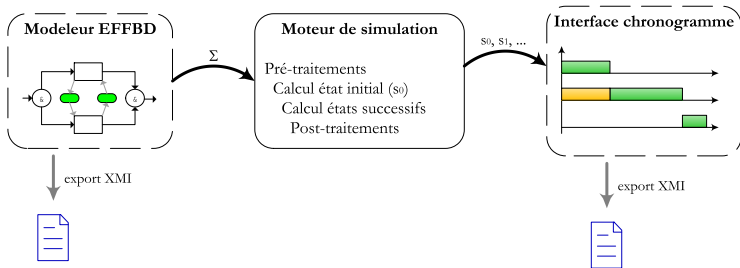 Modeleur EFFBD
&
&
export XMI
Σ
Moteur de simulation
Pré-traitements
Calcul état initial (s0)
Calcul états successifs
Post-traitements
s0, s1, ...
Interface chronogramme
export XMI